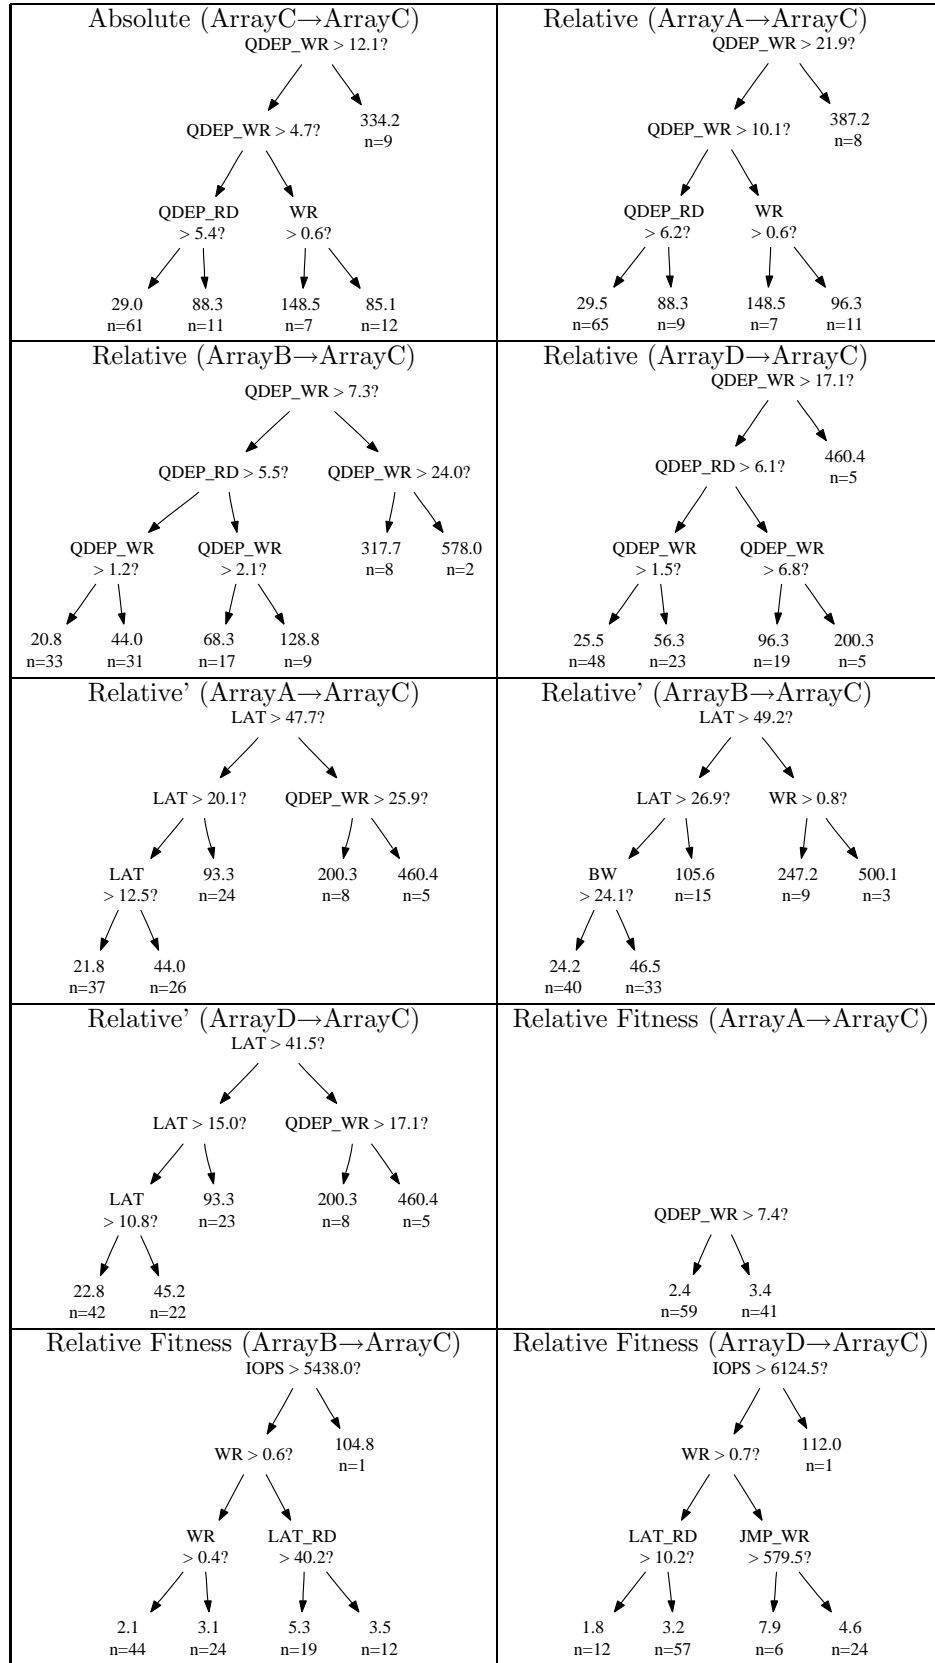 Absolute (ArrayC→ArrayC)
QDEP_WR > 12.1?
QDEP_WR > 4.7?
334.2
n=9
QDEP_RD
> 5.4?
WR
> 0.6?
29.0
n=61
88.3
n=11
148.5
n=7
85.1
n=12
Relative (ArrayA→ArrayC)
QDEP_WR > 21.9?
QDEP_WR > 10.1?
387.2
n=8
QDEP_RD
> 6.2?
WR
> 0.6?
29.5
n=65
88.3
n=9
148.5
n=7
96.3
n=11
Relative (ArrayB→ArrayC)
QDEP_WR > 7.3?
QDEP_RD > 5.5?
QDEP_WR > 24.0?
QDEP_WR
> 1.2?
QDEP_WR
> 2.1?
317.7
n=8
578.0
n=2
20.8
n=33
44.0
n=31
68.3
n=17
128.8
n=9
Relative (ArrayD→ArrayC)
QDEP_WR > 17.1?
QDEP_RD > 6.1?
460.4
n=5
QDEP_WR
> 1.5?
QDEP_WR
> 6.8?
25.5
n=48
56.3
n=23
96.3
n=19
200.3
n=5
Relative' (ArrayA→ArrayC)
LAT > 47.7?
LAT > 20.1?
QDEP_WR > 25.9?
LAT
> 12.5?
93.3
n=24
200.3
n=8
460.4
n=5
21.8
n=37
44.0
n=26
Relative' (ArrayB→ArrayC)
LAT > 49.2?
LAT > 26.9?
WR > 0.8?
BW
> 24.1?
105.6
n=15
247.2
n=9
500.1
n=3
24.2
n=40
46.5
n=33
Relative' (ArrayD→ArrayC)
LAT > 41.5?
LAT > 15.0?
QDEP_WR > 17.1?
LAT
> 10.8?
93.3
n=23
200.3
n=8
460.4
n=5
22.8
n=42
45.2
n=22
Relative Fitness (ArrayA→ArrayC)
QDEP_WR > 7.4?
2.4
n=59
3.4
n=41
Relative Fitness (ArrayB→ArrayC)
IOPS > 5438.0?
WR > 0.6?
104.8
n=1
WR
> 0.4?
LAT_RD
> 40.2?
2.1
n=44
3.1
n=24
5.3
n=19
3.5
n=12
Relative Fitness (ArrayD→ArrayC)
IOPS > 6124.5?
WR > 0.7?
112.0
n=1
LAT_RD
> 10.2?
JMP_WR
> 579.5?
1.8
n=12
3.2
n=57
7.9
n=6
4.6
n=24